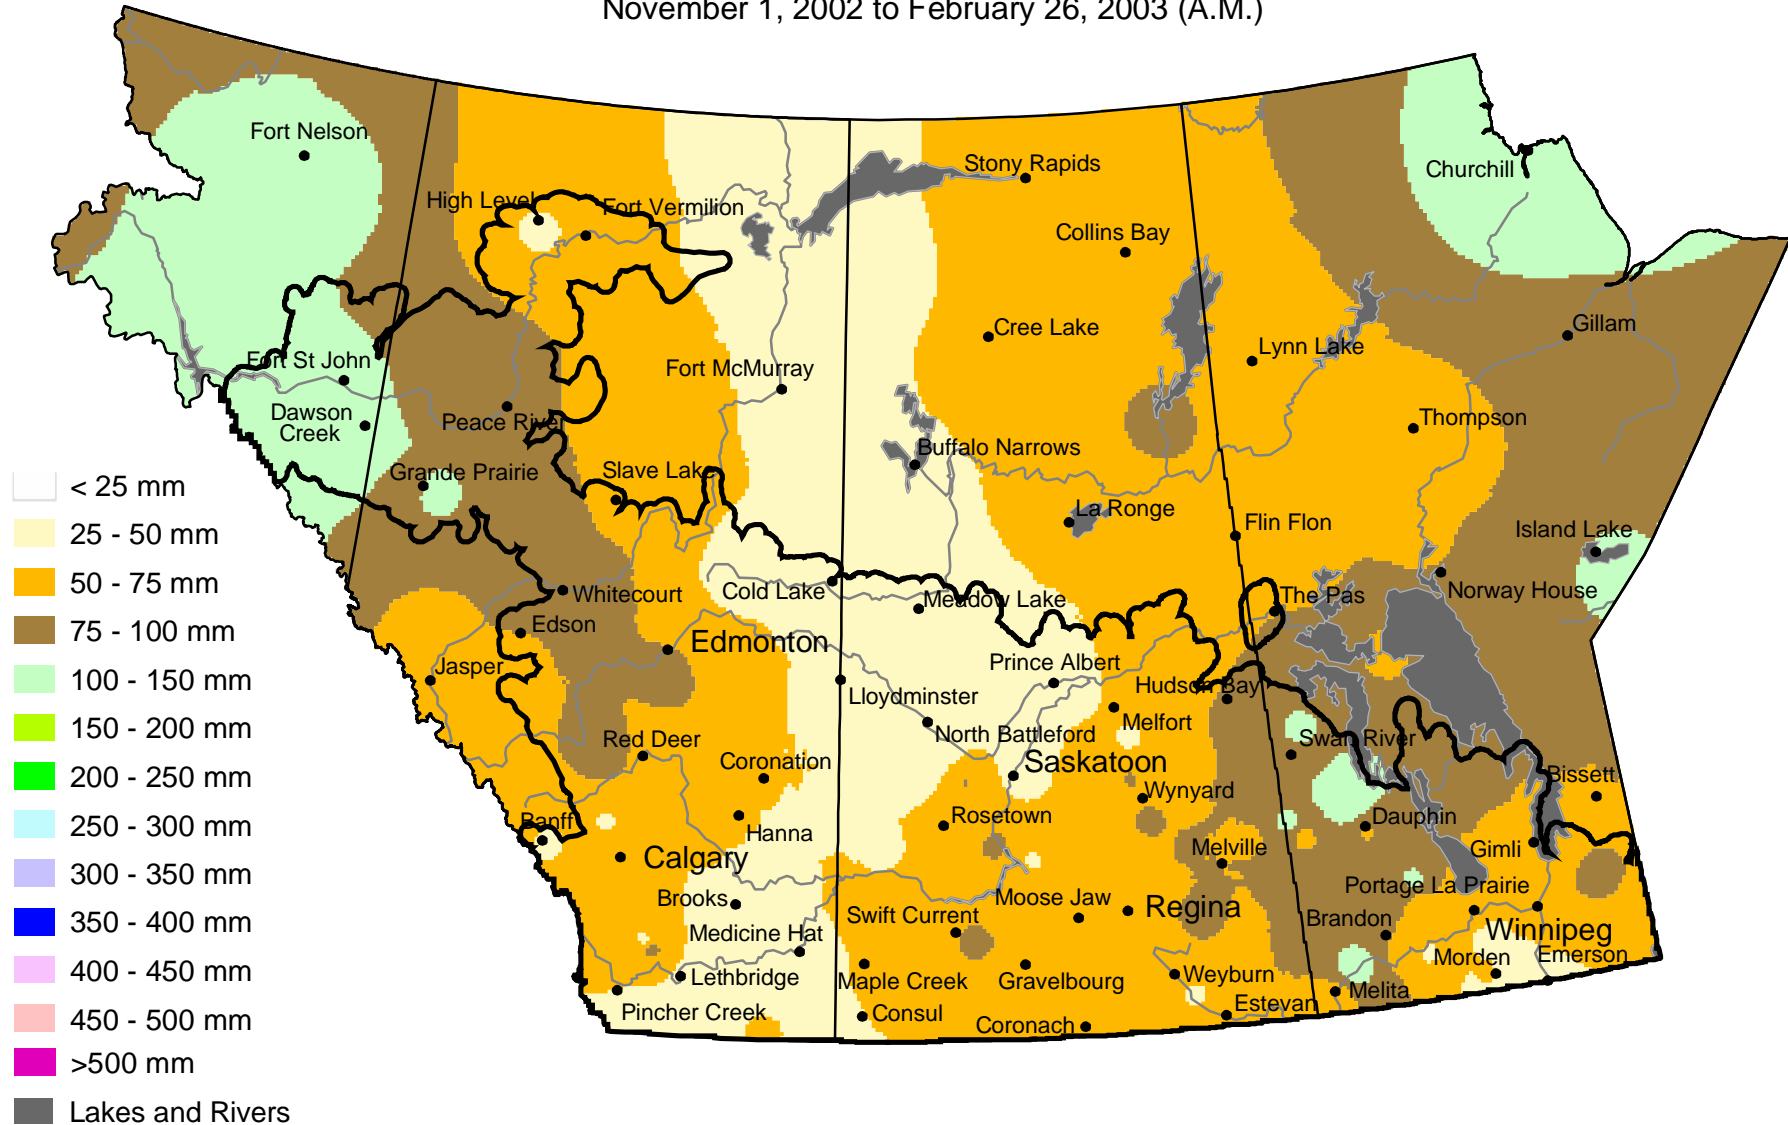 November 1, 2002 to February 26, 2003 (A.M.)
Fort Nelson
Stony Rapids
Churchill
High Level
Fort Vermilion
Collins Bay
Gillam
Cree Lake
Lynn Lake
Fort St John
Fort McMurray
Dawson
Creek
Peace River
Thompson
Buffalo Narrows
Grande Prairie
Slave Lake
La Ronge
Flin Flon
Island Lake
Whitecourt
Cold Lake
Meadow Lake
The Pas
Norway House
Edson
Edmonton
Jasper
Prince Albert
Lloydminster
Hudson Bay
Melfort
North Battleford
Red Deer
Swan River
Coronation
Saskatoon
Bissett
Wynyard
Banff
Hanna
Rosetown
Dauphin
Calgary
Melville
Gimli
Brooks
Moose Jaw
Portage La Prairie
Swift Current
Regina
Brandon
Medicine Hat
Winnipeg
Lethbridge
Maple Creek
Gravelbourg
Weyburn
Morden
Emerson
Pincher Creek
Consul
Coronach
Estevan
Melita
< 25 mm
25 - 50 mm
50 - 75 mm
75 - 100 mm
100 - 150 mm
150 - 200 mm
200 - 250 mm
250 - 300 mm
300 - 350 mm
350 - 400 mm
400 - 450 mm
450 - 500 mm
>500 mm
Lakes and Rivers